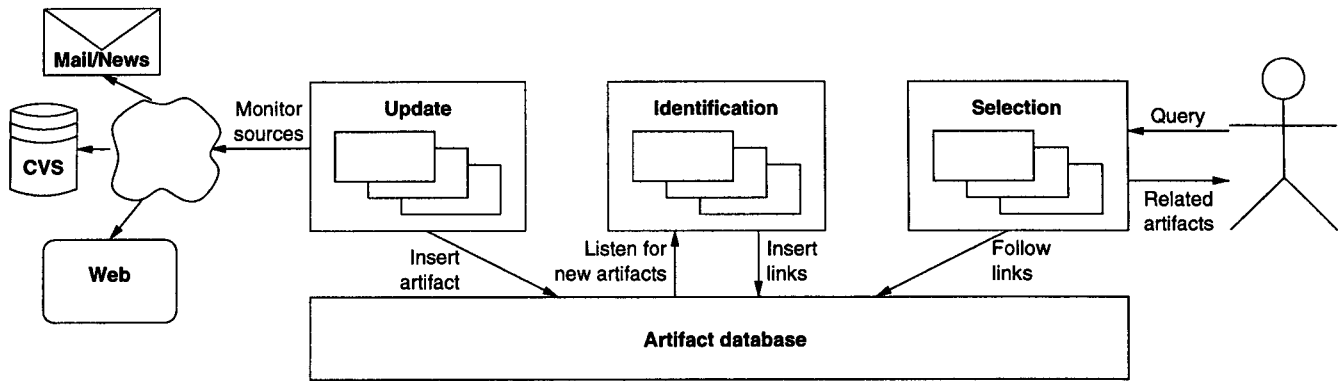 Mail/News
CVS
Web
Monitor
sources
Update
Identification
Selection
Query
Related
artifacts
Insert
artifact
Listen for
new artifacts
Insert
links
Follow
links
Artifact database